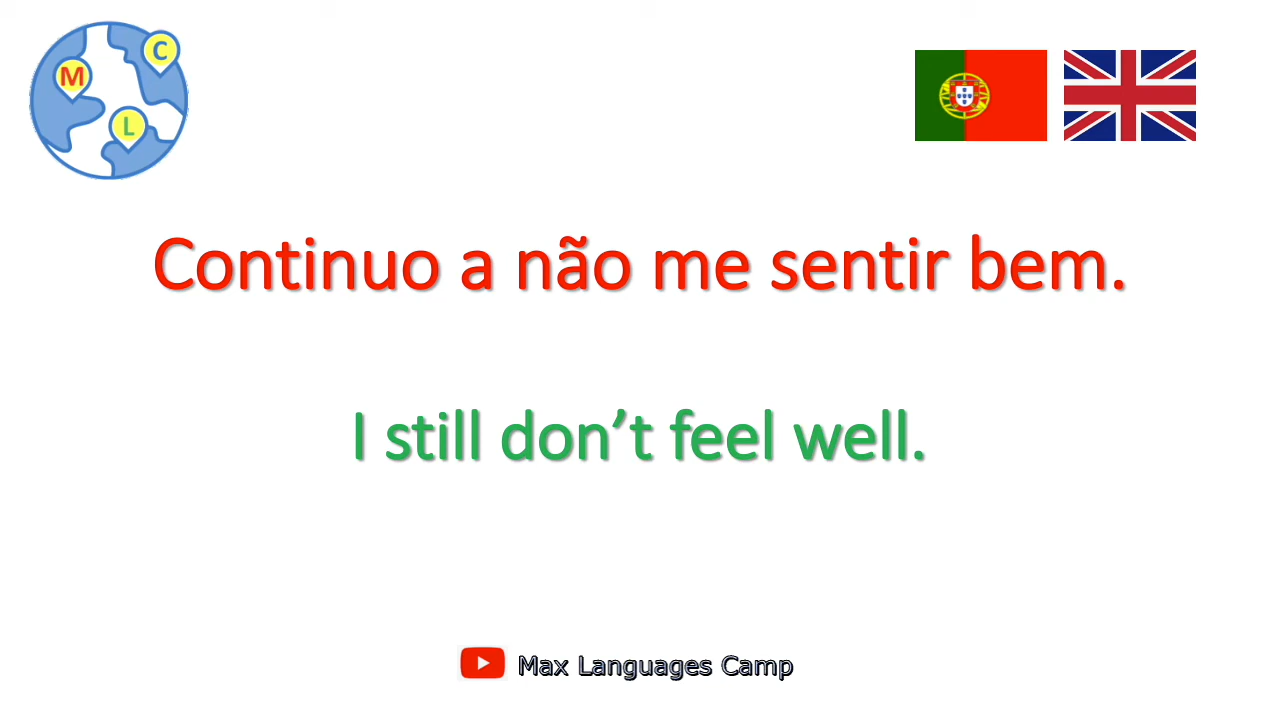 M
C
L
Continuo a não me sentir bem.
I still don’t feel well.
Max Languages Camp